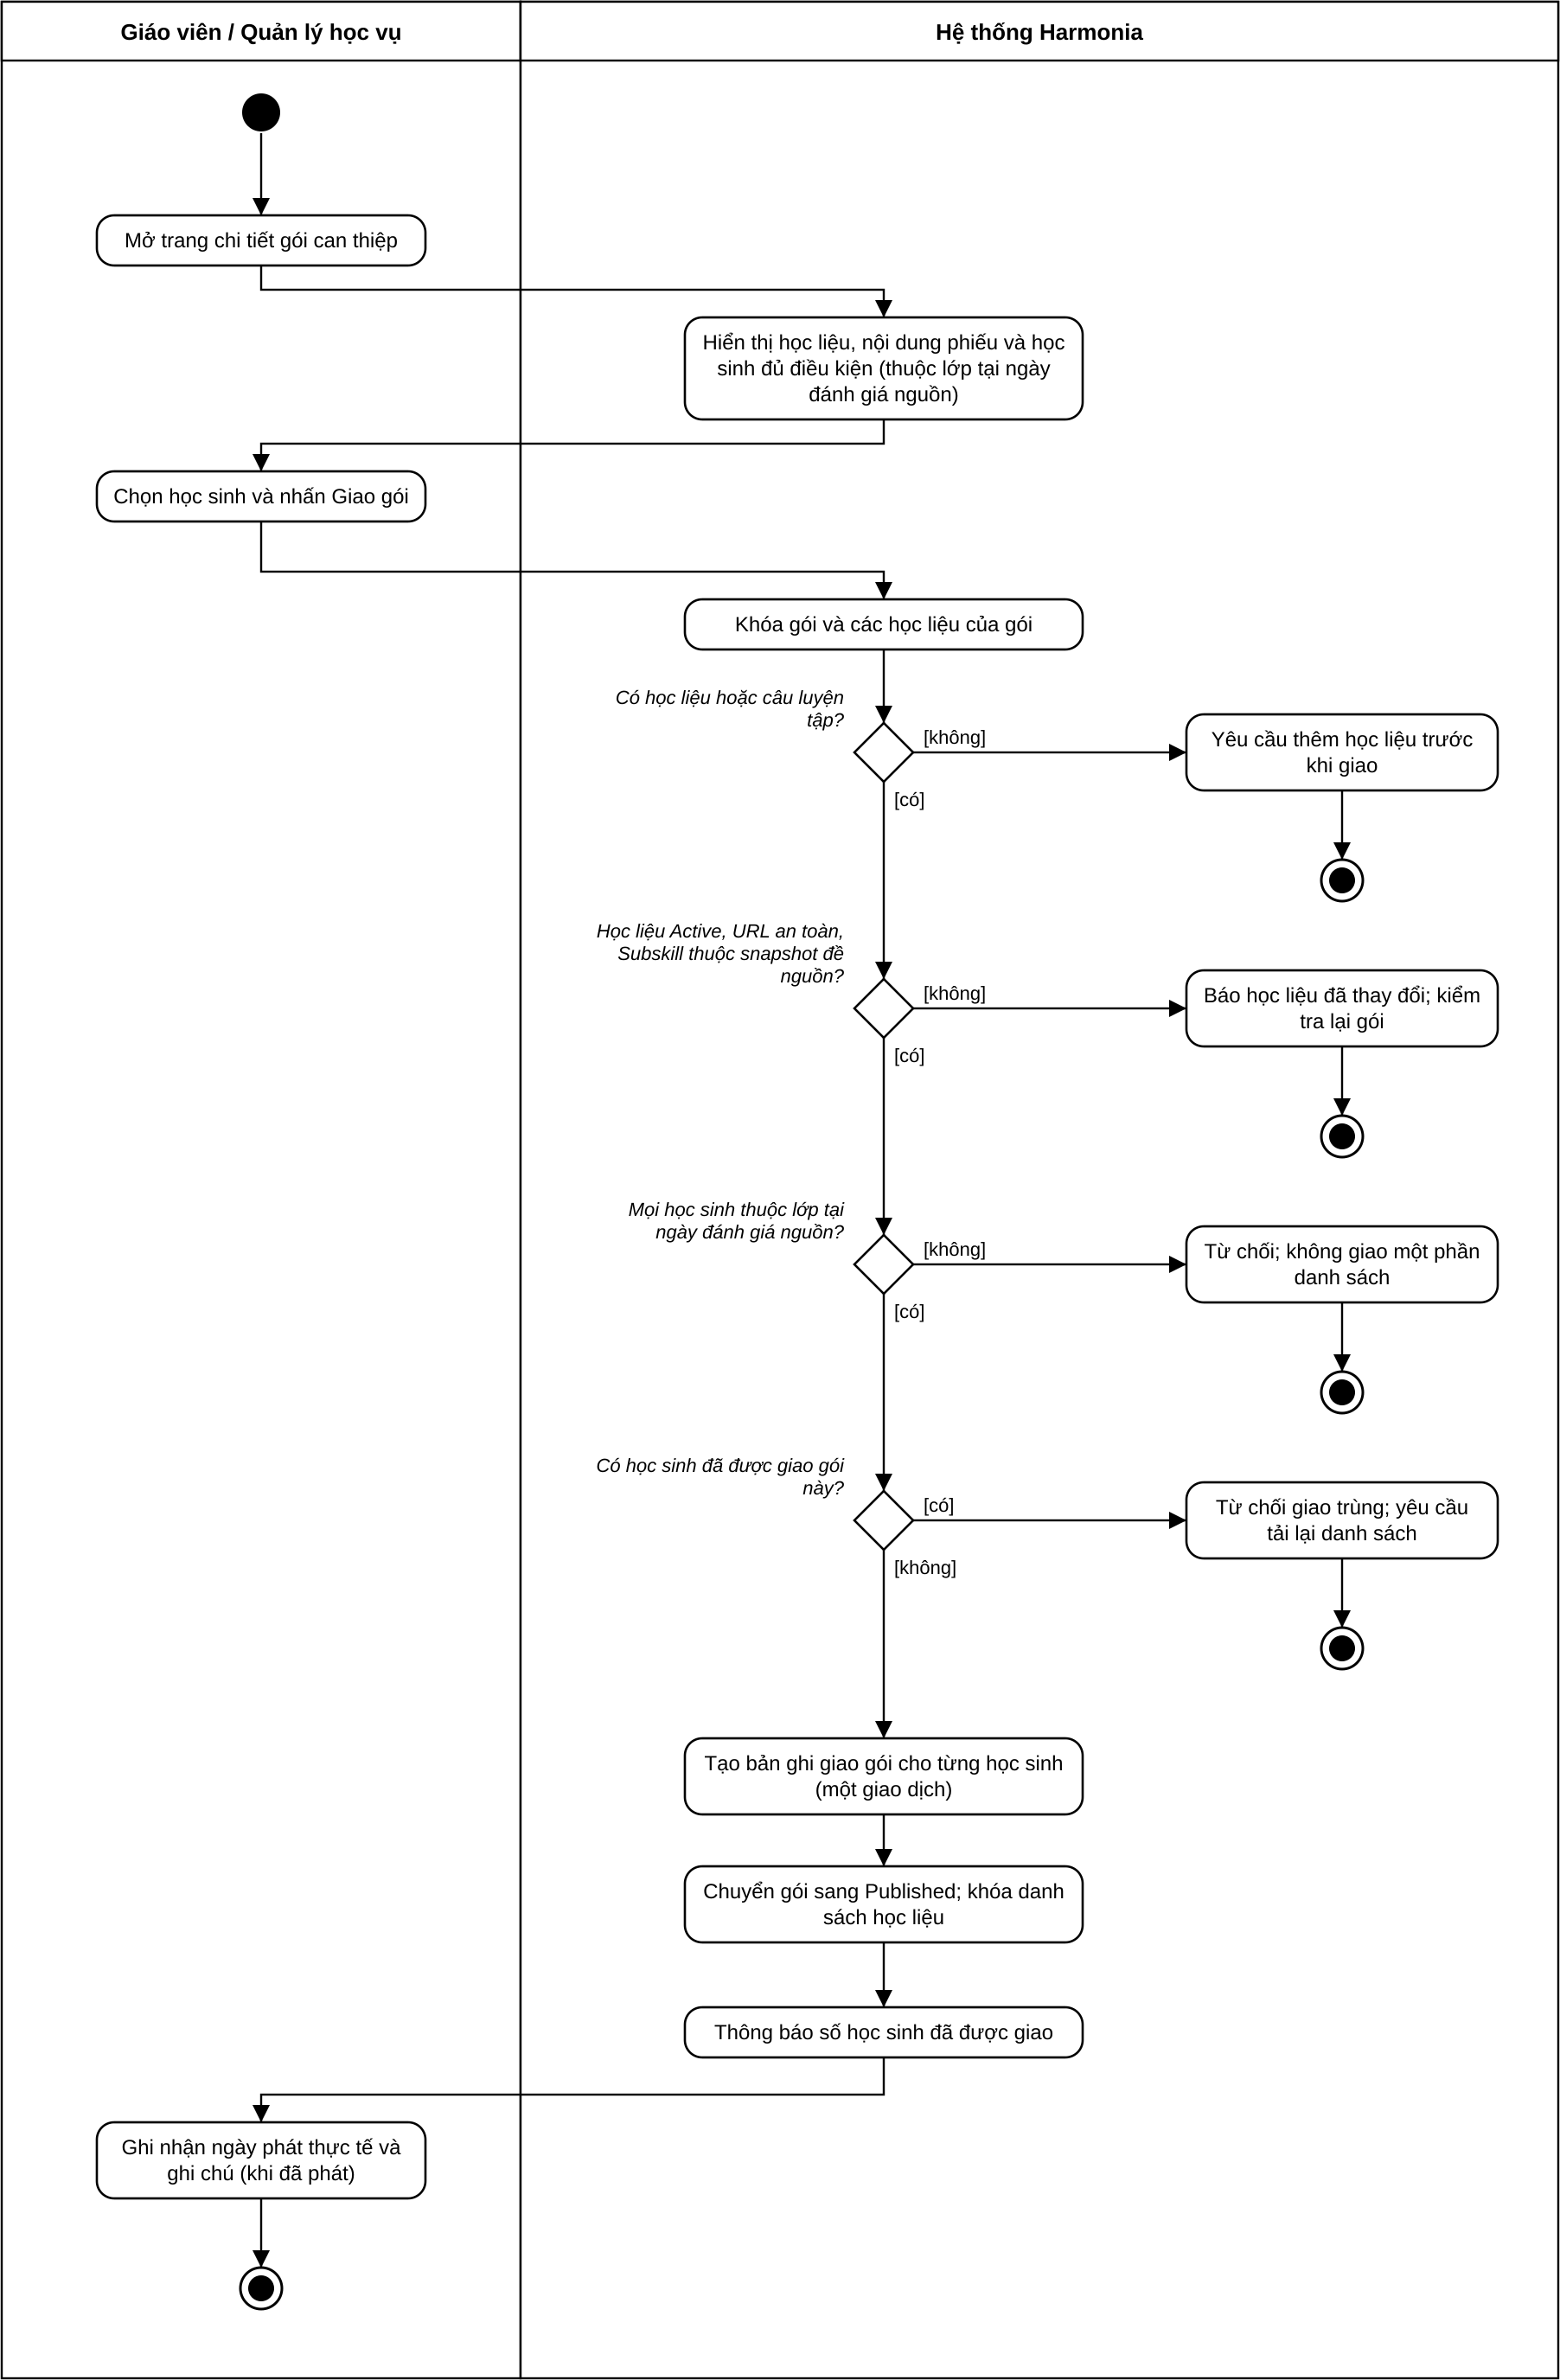 Giáo viên / Quản lý học vụ
Hệ thống Harmonia
Mở trang chi tiết gói can thiệp
Hiển thị học liệu, nội dung phiếu và học
sinh đủ điều kiện (thuộc lớp tại ngày
đánh giá nguồn)
Chọn học sinh và nhấn Giao gói
Khóa gói và các học liệu của gói
Có học liệu hoặc câu luyện
tập?
[không]
Yêu cầu thêm học liệu trước
khi giao
[có]
Học liệu Active, URL an toàn,
Subskill thuộc snapshot đề
nguồn?
[không]
Báo học liệu đã thay đổi; kiểm
tra lại gói
[có]
Mọi học sinh thuộc lớp tại
ngày đánh giá nguồn?
[không]
Từ chối; không giao một phần
danh sách
[có]
Có học sinh đã được giao gói
này?
[có]
Từ chối giao trùng; yêu cầu
tải lại danh sách
[không]
Tạo bản ghi giao gói cho từng học sinh
(một giao dịch)
Chuyển gói sang Published; khóa danh
sách học liệu
Thông báo số học sinh đã được giao
Ghi nhận ngày phát thực tế và
ghi chú (khi đã phát)